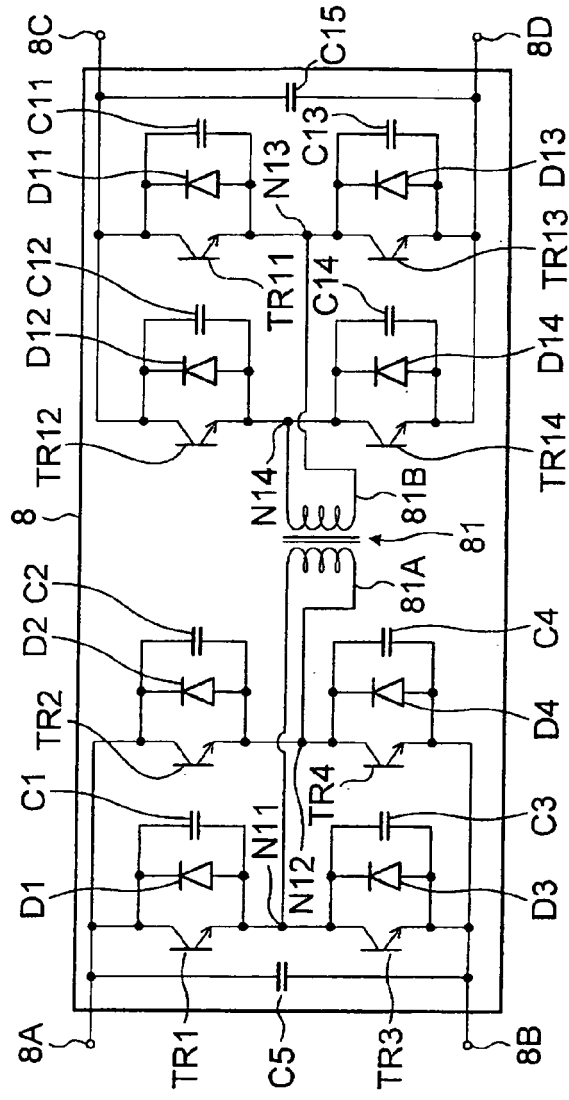 8
8A
8B
8C
8D
D1
C1
TR2
D2
C2
TR12
D12
C12
D11
C11
C15
N11
N12
N14
N13
TR11
C13
C14
TR4
81A
81B
81
TR1
C5
TR3
D3
C3
D4
C4
TR14
D14
TR13
D13